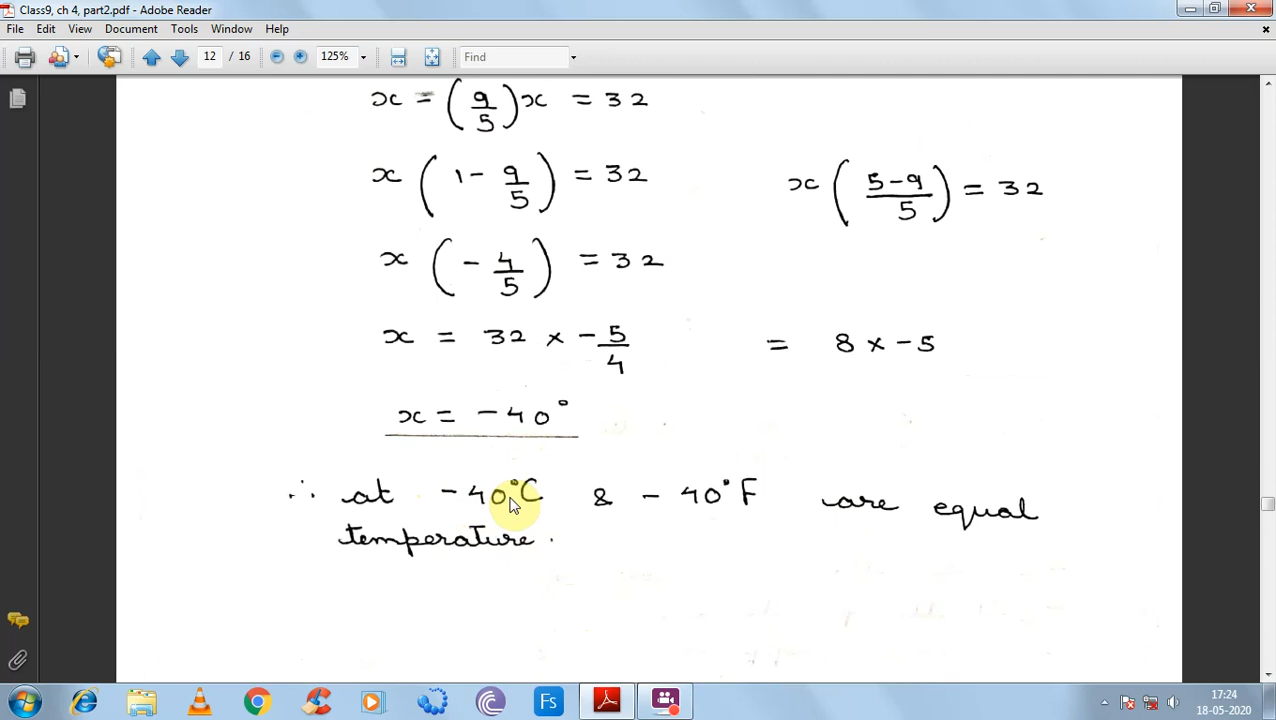 Class9, ch 4, part2.pdf - Adobe Reader
File Edit View Document Tools Window Help
12 / 16 125% Find
x = (9/5)x = 32
x (1 - 9/5) = 32 x (5-9/5) = 32
x (- 4/5) = 32
x = 32 × - 5/4 = 8 × - 5
x = - 40°
∴ at - 40°C & - 40°F are equal
temperature.
Fs
17:24
18-05-2020